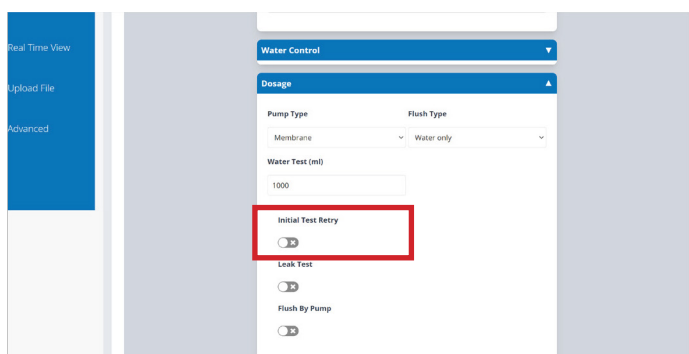 Real Time View
Upload File
Advanced
Water Control
Dosage
Pump Type
Flush Type
Membrane
Water only
Water Test (ml)
1000
Initial Test Retry
Leak Test
Flush By Pump